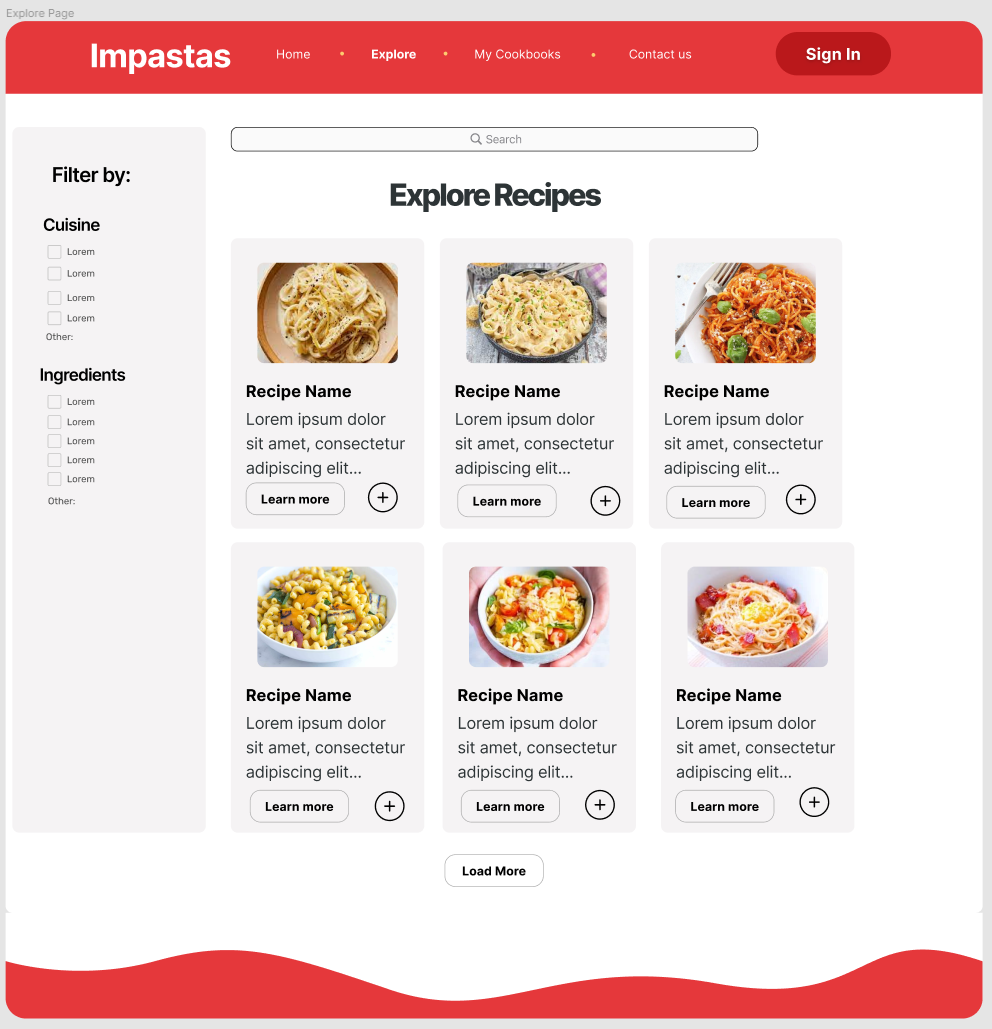 Explore Page
Impastas
Home
Explore
My Cookbooks
Contact us
Sign In
Search
Filter by:
Cuisine
Lorem
Lorem
Lorem
Lorem
Other:
Ingredients
Lorem
Lorem
Lorem
Lorem
Lorem
Other:
Explore Recipes
Recipe Name
Lorem ipsum dolor
sit amet, consectetur
adipiscing elit...
Learn more
+
Recipe Name
Lorem ipsum dolor
sit amet, consectetur
adipiscing elit...
Learn more
+
Recipe Name
Lorem ipsum dolor
sit amet, consectetur
adipiscing elit...
Learn more
+
Recipe Name
Lorem ipsum dolor
sit amet, consectetur
adipiscing elit...
Learn more
+
Recipe Name
Lorem ipsum dolor
sit amet, consectetur
adipiscing elit...
Learn more
+
Recipe Name
Lorem ipsum dolor
sit amet, consectetur
adipiscing elit...
Learn more
+
Load More